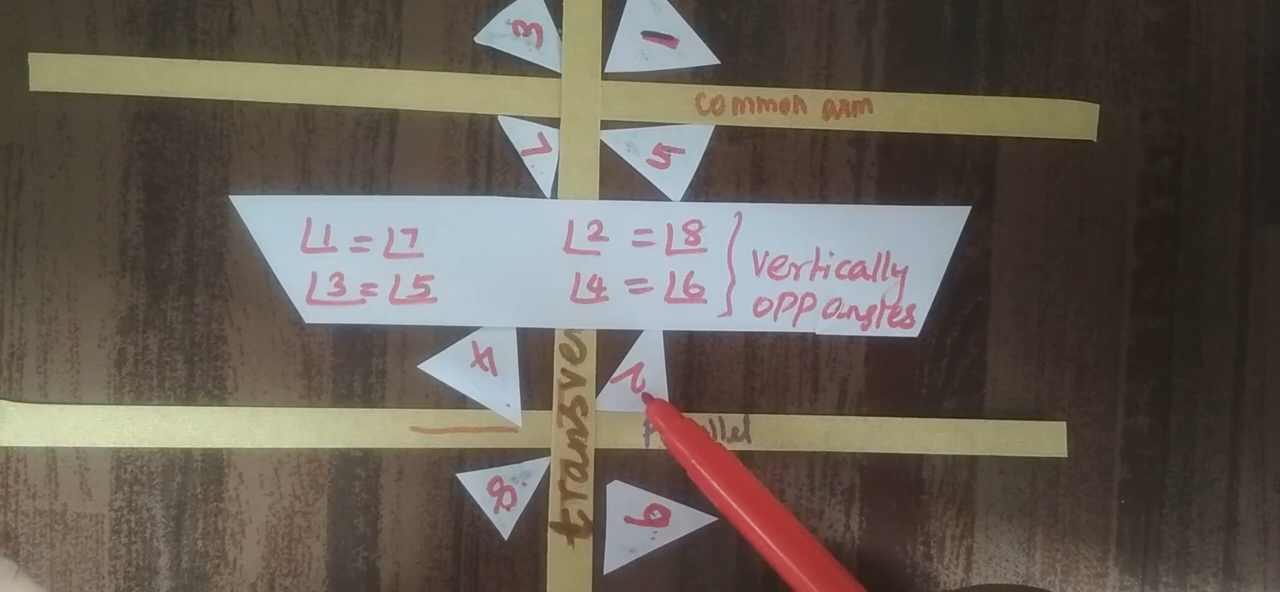 3 1
common arm
7 5
∠1 = ∠7 ∠2 = ∠8
∠3 = ∠5 ∠4 = ∠6
vertically
opp angles
4 2
transve
8 6